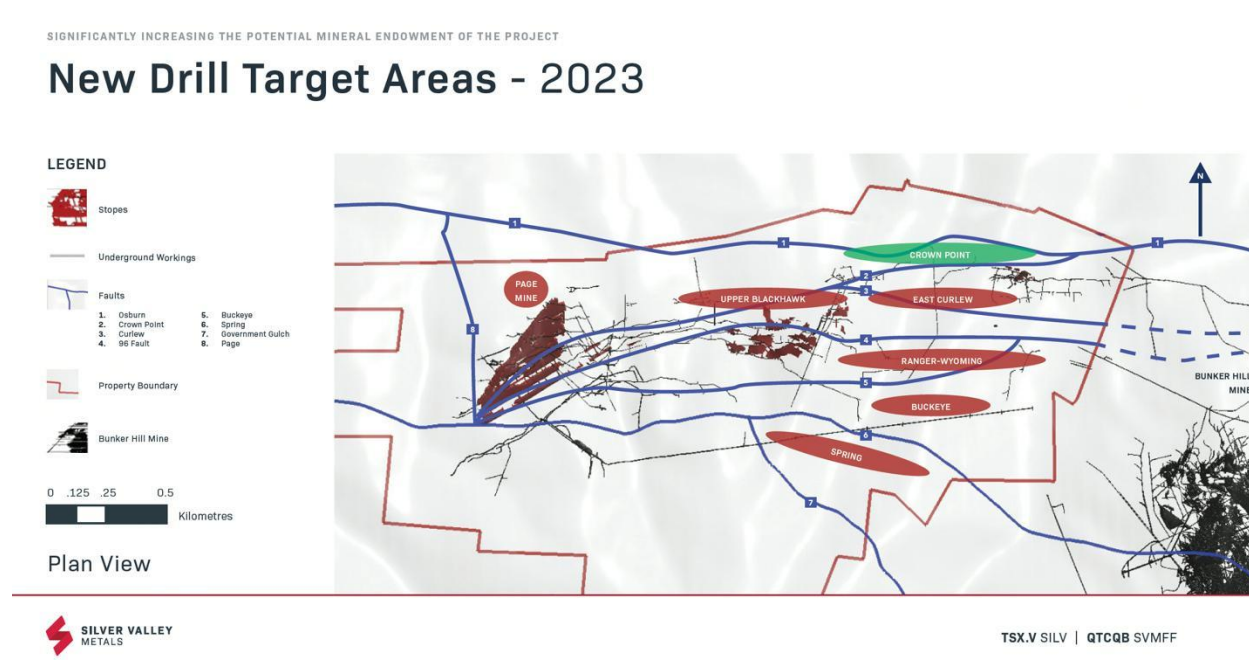 SIGNIFICANTLY INCREASING THE POTENTIAL MINERAL ENDOWMENT OF THE PROJECT
New Drill Target Areas - 2023
LEGEND
Stopes
Underground Workings
Faults
1. Osburn
2. Crown Point
3. Curlew
4. 96 Fault
5. Buckeye
6. Spring
7. Government Gulch
8. Page
Property Boundary
Bunker Hill Mine
0 .125 .25 0.5
Kilometres
Plan View
N
1
1
1
CROWN POINT
2
PAGE
MINE
UPPER BLACKHAWK
3
EAST CURLEW
8
4
RANGER-WYOMING
BUNKER HILL
MINE
5
BUCKEYE
6
SPRING
7
SILVER VALLEY
METALS
TSX.V SILV | QTCQB SVMFF